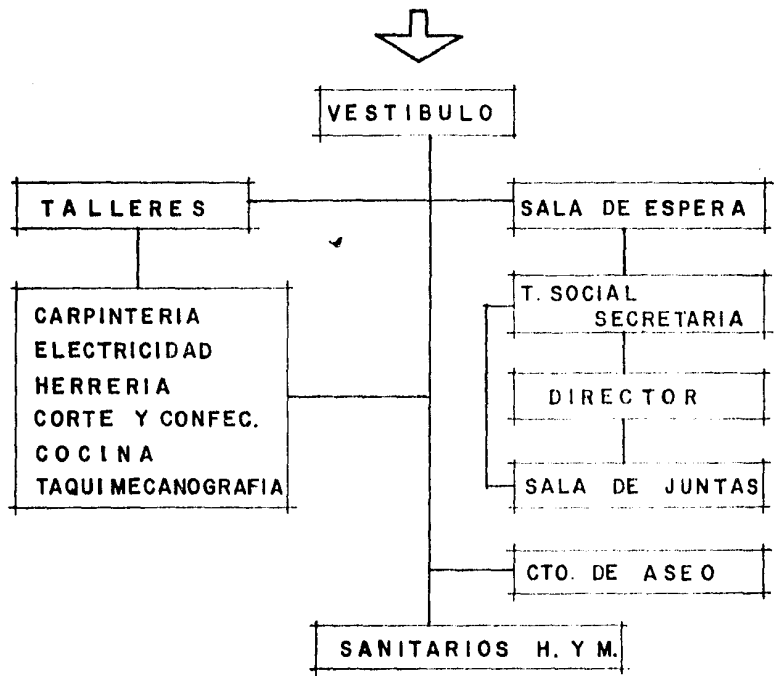 VESTIBULO
TALLERES
SALA DE ESPERA
CARPINTERIA
ELECTRICIDAD
HERRERIA
CORTE Y CONFEC.
COCINA
TAQUIMECANOGRAFIA
T. SOCIAL
SECRETARIA
DIRECTOR
SALA DE JUNTAS
CTO. DE ASEO
SANITARIOS H. Y M.